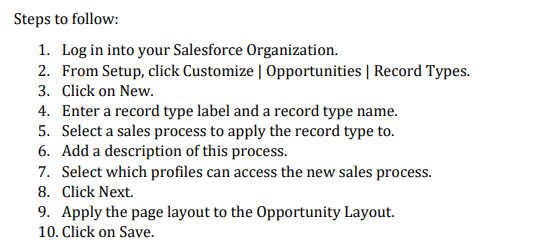 Steps to follow:
1. Log in into your Salesforce Organization.
2. From Setup, click Customize | Opportunities | Record Types.
3. Click on New.
4. Enter a record type label and a record type name.
5. Select a sales process to apply the record type to.
6. Add a description of this process.
7. Select which profiles can access the new sales process.
8. Click Next.
9. Apply the page layout to the Opportunity Layout.
10. Click on Save.